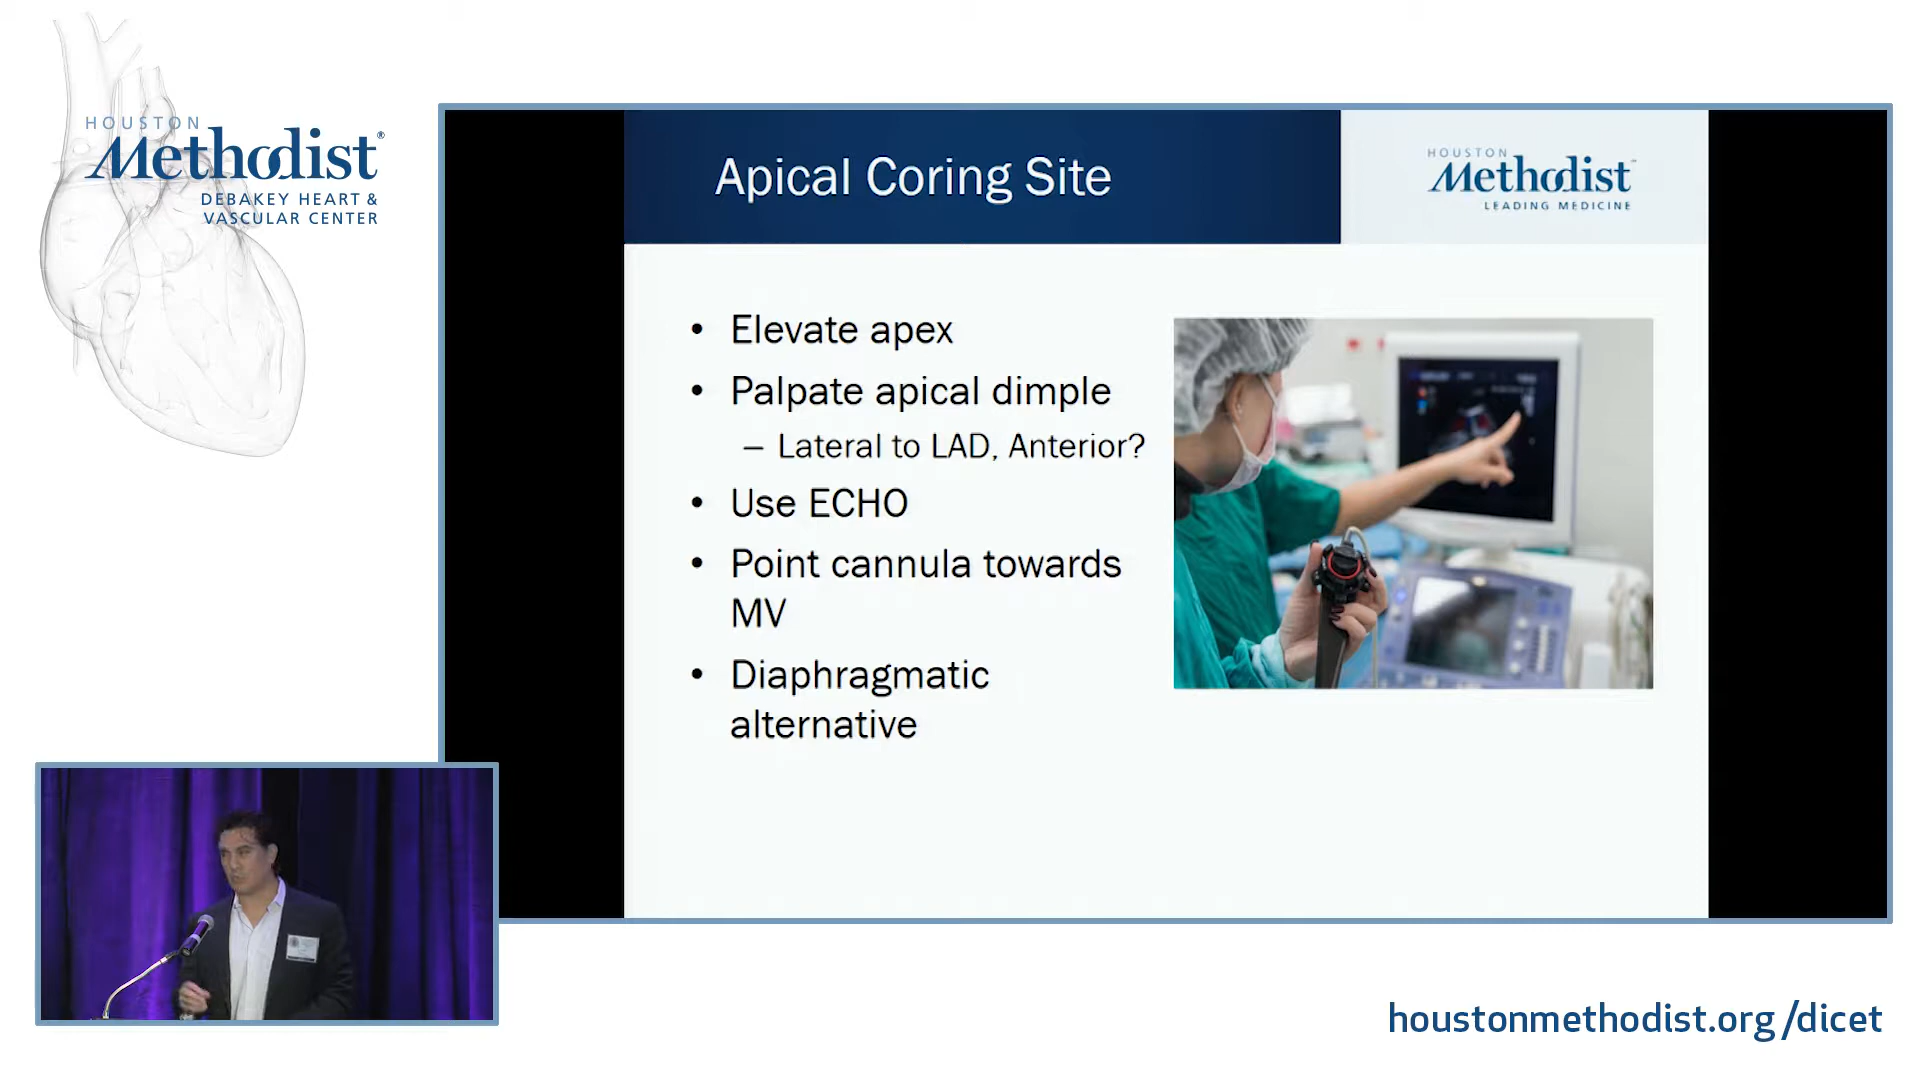 HOUSTON
Methodist®
DEBAKEY HEART &
VASCULAR CENTER
Apical Coring Site
HOUSTON
Methodist
LEADING MEDICINE
• Elevate apex
• Palpate apical dimple
– Lateral to LAD, Anterior?
• Use ECHO
• Point cannula towards
MV
• Diaphragmatic
alternative
houstonmethodist.org/dicet